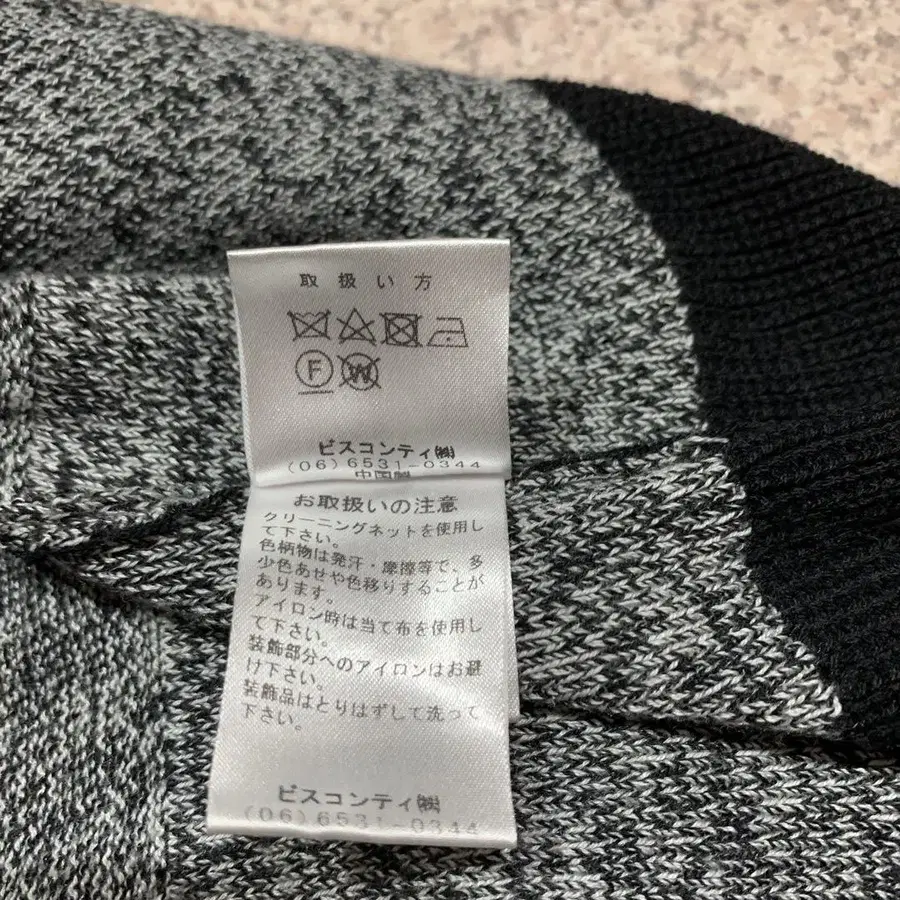 取扱い方
F W
ビスコンティ㈱
(06)6531-0344
中国製
お取扱いの注意
クリーニングネットを使用し
て下さい。
色柄物は発汗・摩擦等で、多
少色あせや色移りすることが
あります。
アイロン時は当て布を使用し
て下さい。
装飾部分へのアイロンはお避
け下さい。
装飾品はとりはずして洗って
下さい。
ビスコンティ㈱
(06)6531-0344